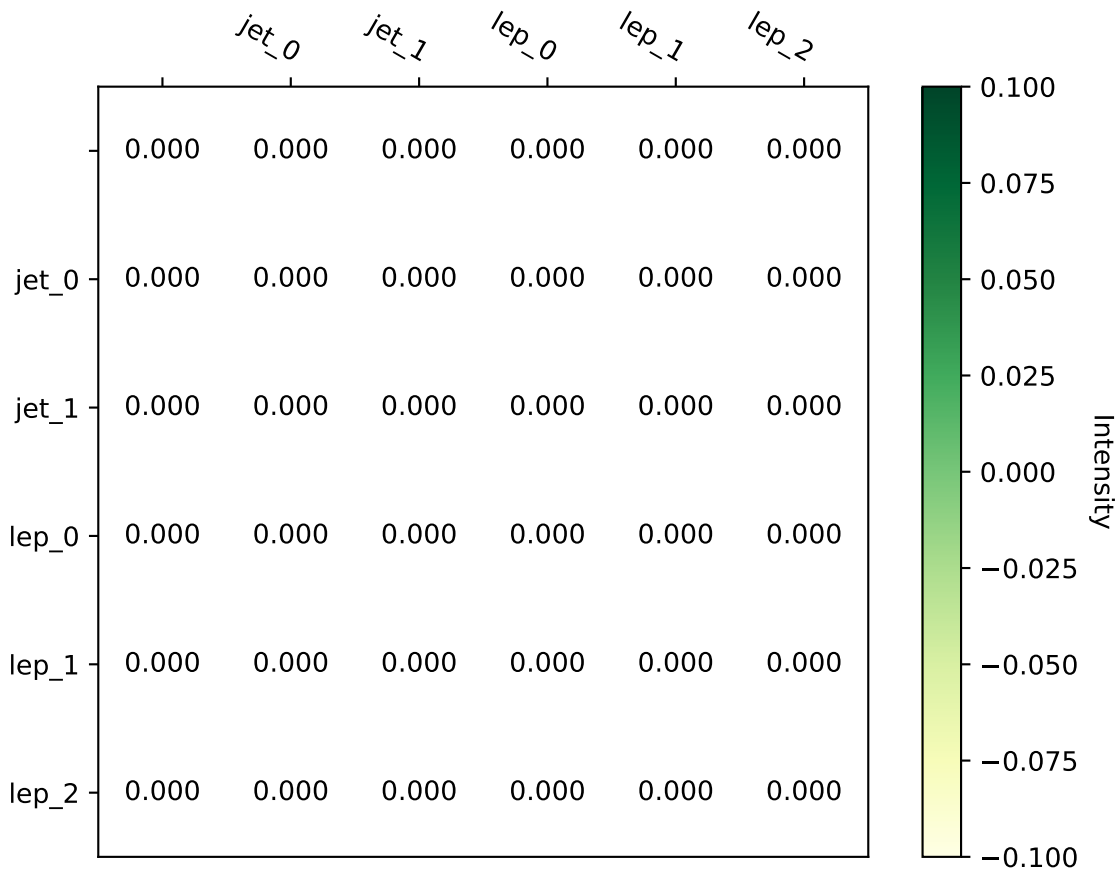 jet_0 jet_1 lep_0 lep_1 lep_2
0.000 0.000 0.000 0.000 0.000 0.000
jet_0 0.000 0.000 0.000 0.000 0.000 0.000
jet_1 0.000 0.000 0.000 0.000 0.000 0.000
lep_0 0.000 0.000 0.000 0.000 0.000 0.000
lep_1 0.000 0.000 0.000 0.000 0.000 0.000
lep_2 0.000 0.000 0.000 0.000 0.000 0.000
0.100
0.075
0.050
0.025
0.000
−0.025
−0.050
−0.075
−0.100
Intensity